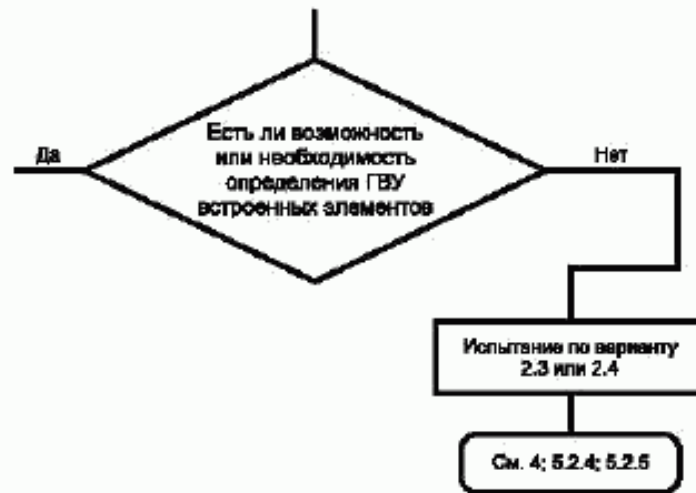 Есть ли возможность
Да
или необходимость
Нет
определения ГВУ
встроенных элементов
Испытание по варианту
2.3 или 2.4
См. 4; 5.2.4; 5.2.5